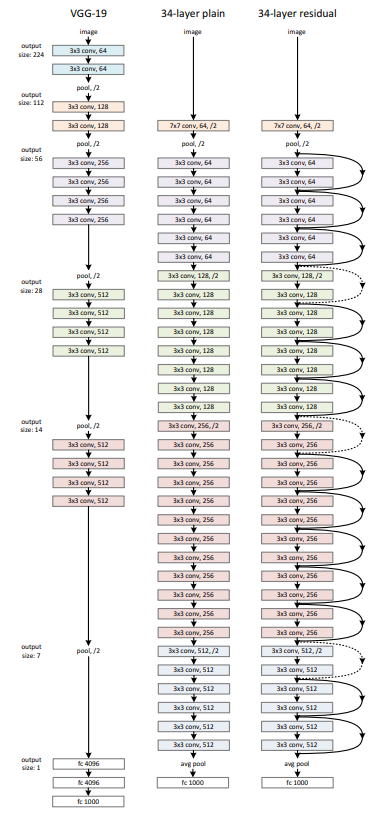 VGG-19
image
output
size: 224
3x3 conv, 64
3x3 conv, 64
pool, /2
output
size: 112
3x3 conv, 128
3x3 conv, 128
pool, /2
output
size: 56
3x3 conv, 256
3x3 conv, 256
3x3 conv, 256
3x3 conv, 256
pool, /2
output
size: 28
3x3 conv, 512
3x3 conv, 512
3x3 conv, 512
3x3 conv, 512
pool, /2
output
size: 14
3x3 conv, 512
3x3 conv, 512
3x3 conv, 512
3x3 conv, 512
pool, /2
output
size: 7
output
size: 1
fc 4096
fc 4096
fc 1000
34-layer plain
image
7x7 conv, 64, /2
pool, /2
3x3 conv, 64
3x3 conv, 64
3x3 conv, 64
3x3 conv, 64
3x3 conv, 64
3x3 conv, 64
3x3 conv, 128, /2
3x3 conv, 128
3x3 conv, 128
3x3 conv, 128
3x3 conv, 128
3x3 conv, 128
3x3 conv, 128
3x3 conv, 128
3x3 conv, 256, /2
3x3 conv, 256
3x3 conv, 256
3x3 conv, 256
3x3 conv, 256
3x3 conv, 256
3x3 conv, 256
3x3 conv, 256
3x3 conv, 256
3x3 conv, 256
3x3 conv, 256
3x3 conv, 256
3x3 conv, 512, /2
3x3 conv, 512
3x3 conv, 512
3x3 conv, 512
3x3 conv, 512
3x3 conv, 512
avg pool
fc 1000
34-layer residual
image
7x7 conv, 64, /2
pool, /2
3x3 conv, 64
3x3 conv, 64
3x3 conv, 64
3x3 conv, 64
3x3 conv, 64
3x3 conv, 64
3x3 conv, 128, /2
3x3 conv, 128
3x3 conv, 128
3x3 conv, 128
3x3 conv, 128
3x3 conv, 128
3x3 conv, 128
3x3 conv, 128
3x3 conv, 256, /2
3x3 conv, 256
3x3 conv, 256
3x3 conv, 256
3x3 conv, 256
3x3 conv, 256
3x3 conv, 256
3x3 conv, 256
3x3 conv, 256
3x3 conv, 256
3x3 conv, 256
3x3 conv, 256
3x3 conv, 512, /2
3x3 conv, 512
3x3 conv, 512
3x3 conv, 512
3x3 conv, 512
3x3 conv, 512
avg pool
fc 1000